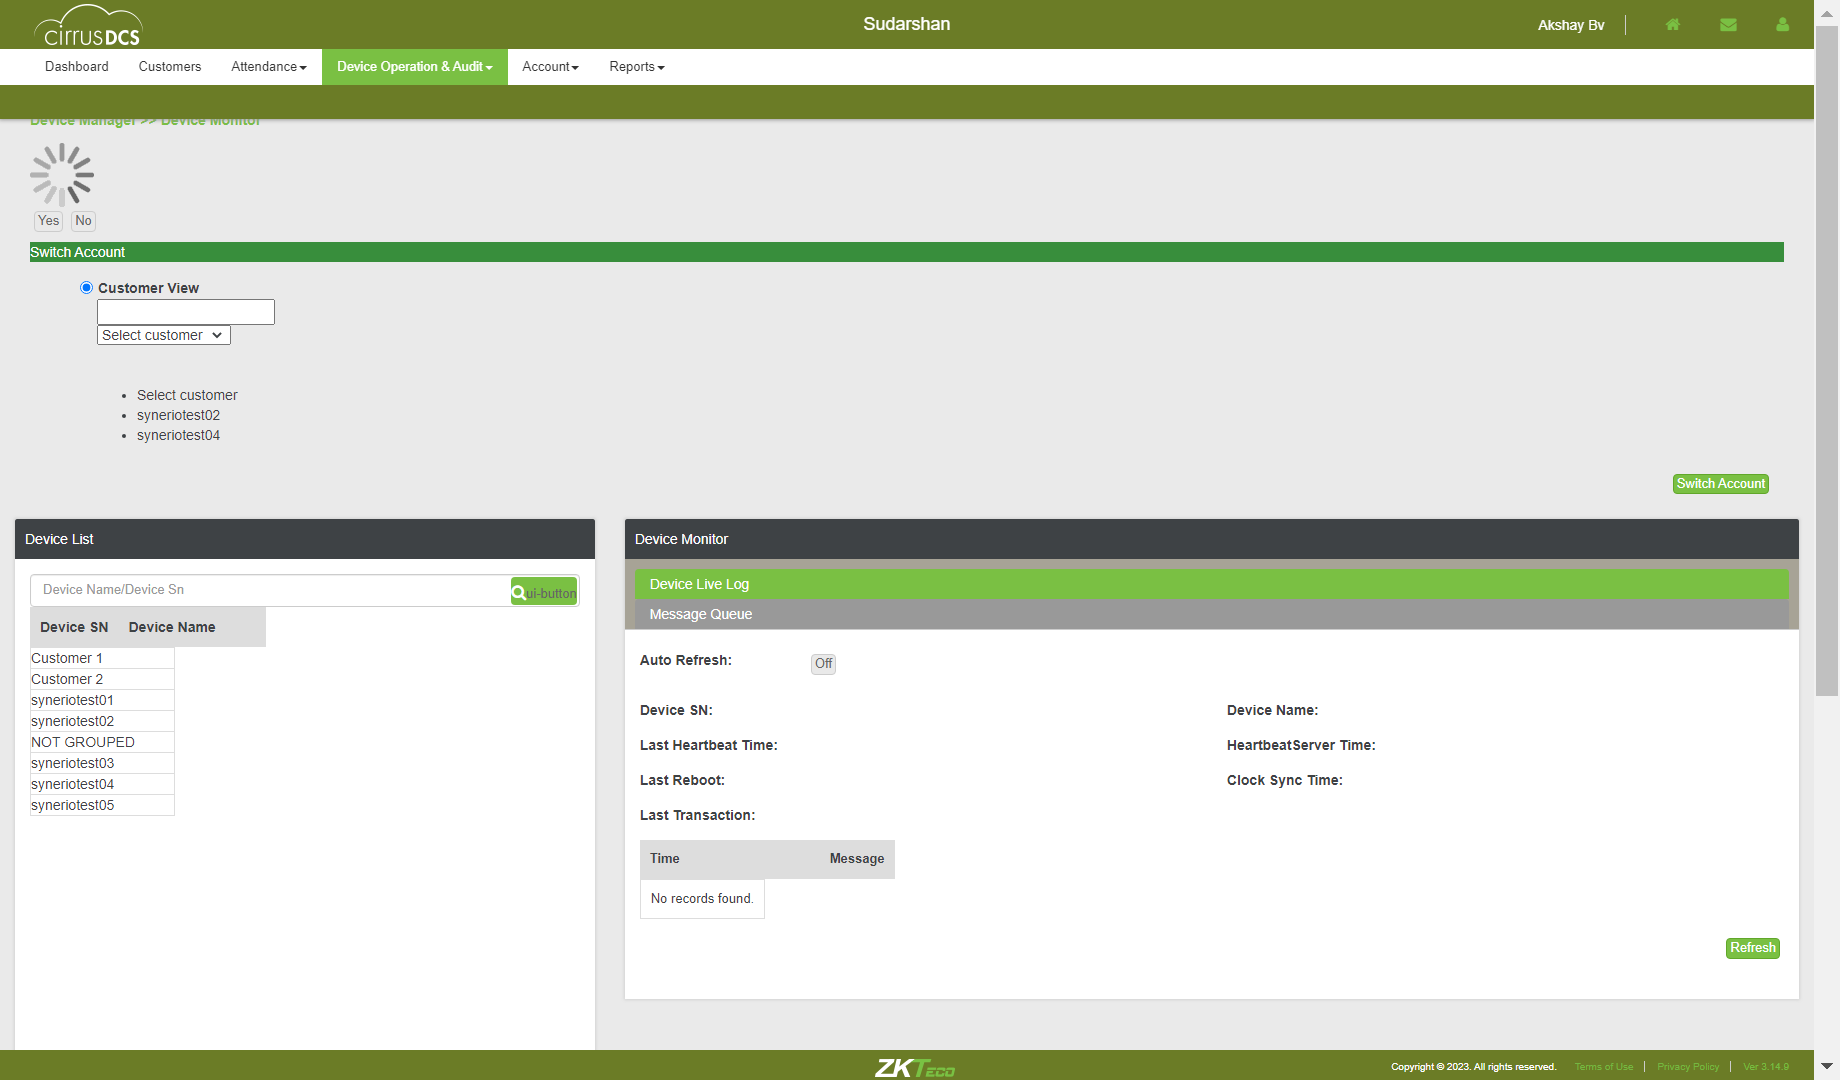 cirrusDCS
Sudarshan
Akshay Bv
Dashboard Customers Attendance Device Operation & Audit Account Reports
Device Manager >> Device Monitor
Yes No
Switch Account
Customer View
Select customer
Select customer
syneriotest02
syneriotest04
Switch Account
Device List
Device Name/Device Sn
ui-button
Device SN Device Name
Customer 1
Customer 2
syneriotest01
syneriotest02
NOT GROUPED
syneriotest03
syneriotest04
syneriotest05
Device Monitor
Device Live Log
Message Queue
Auto Refresh: Off
Device SN: Device Name:
Last Heartbeat Time: HeartbeatServer Time:
Last Reboot: Clock Sync Time:
Last Transaction:
Time Message
No records found.
Refresh
ZKTeco
Copyright © 2023. All rights reserved. Terms of Use | Privacy Policy | Ver 3.14.9